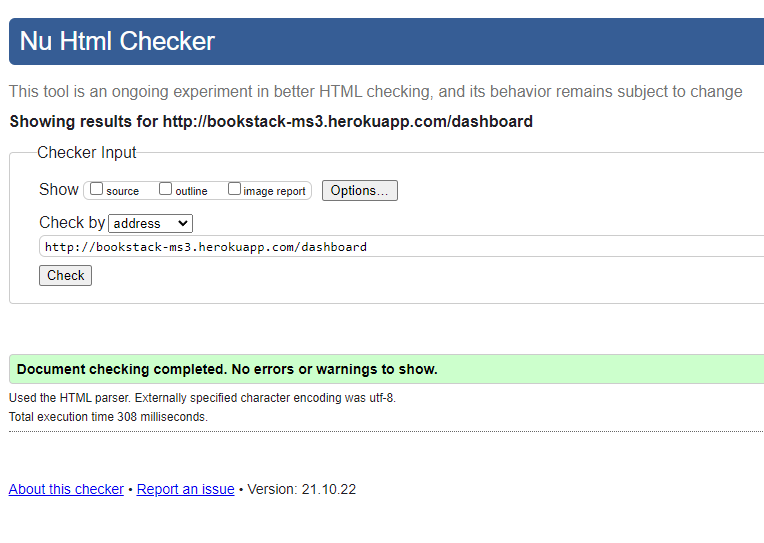 Nu Html Checker
This tool is an ongoing experiment in better HTML checking, and its behavior remains subject to change
Showing results for http://bookstack-ms3.herokuapp.com/dashboard
Checker Input
Show source outline image report Options...
Check by address
http://bookstack-ms3.herokuapp.com/dashboard
Check
Document checking completed. No errors or warnings to show.
Used the HTML parser. Externally specified character encoding was utf-8.
Total execution time 308 milliseconds.
About this checker • Report an issue • Version: 21.10.22